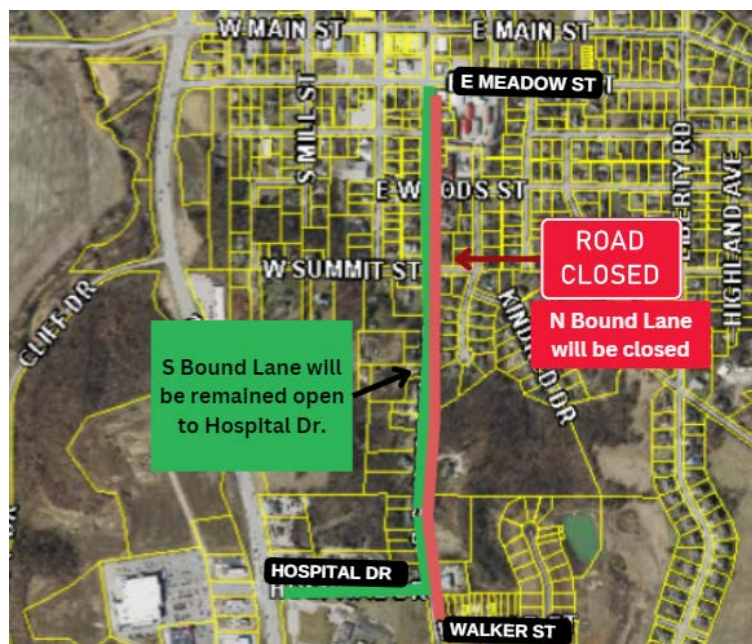 W MAIN ST
E MAIN ST
E MEADOW ST
S MILL ST
E WOODS ST
LIBERTY RD
HIGHLAND AVE
ROAD
CLOSED
W SUMMIT ST
N Bound Lane
will be closed
CLIFF DR
KINDRED DR
S Bound Lane will
be remained open
to Hospital Dr.
HOSPITAL DR
WALKER ST